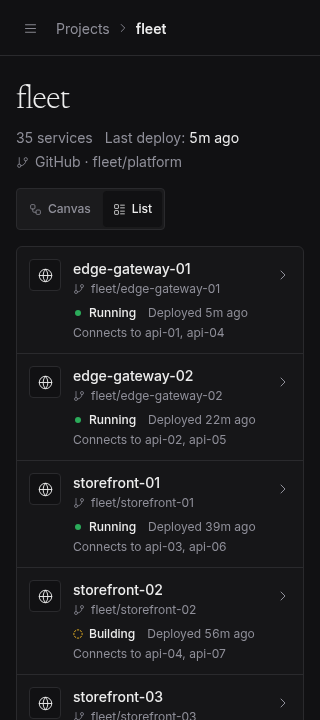 Projects > fleet
fleet
35 services Last deploy: 5m ago
GitHub · fleet/platform
Canvas List
edge-gateway-01
fleet/edge-gateway-01
Running Deployed 5m ago
Connects to api-01, api-04
edge-gateway-02
fleet/edge-gateway-02
Running Deployed 22m ago
Connects to api-02, api-05
storefront-01
fleet/storefront-01
Running Deployed 39m ago
Connects to api-03, api-06
storefront-02
fleet/storefront-02
Building Deployed 56m ago
Connects to api-04, api-07
storefront-03
fleet/storefront-03